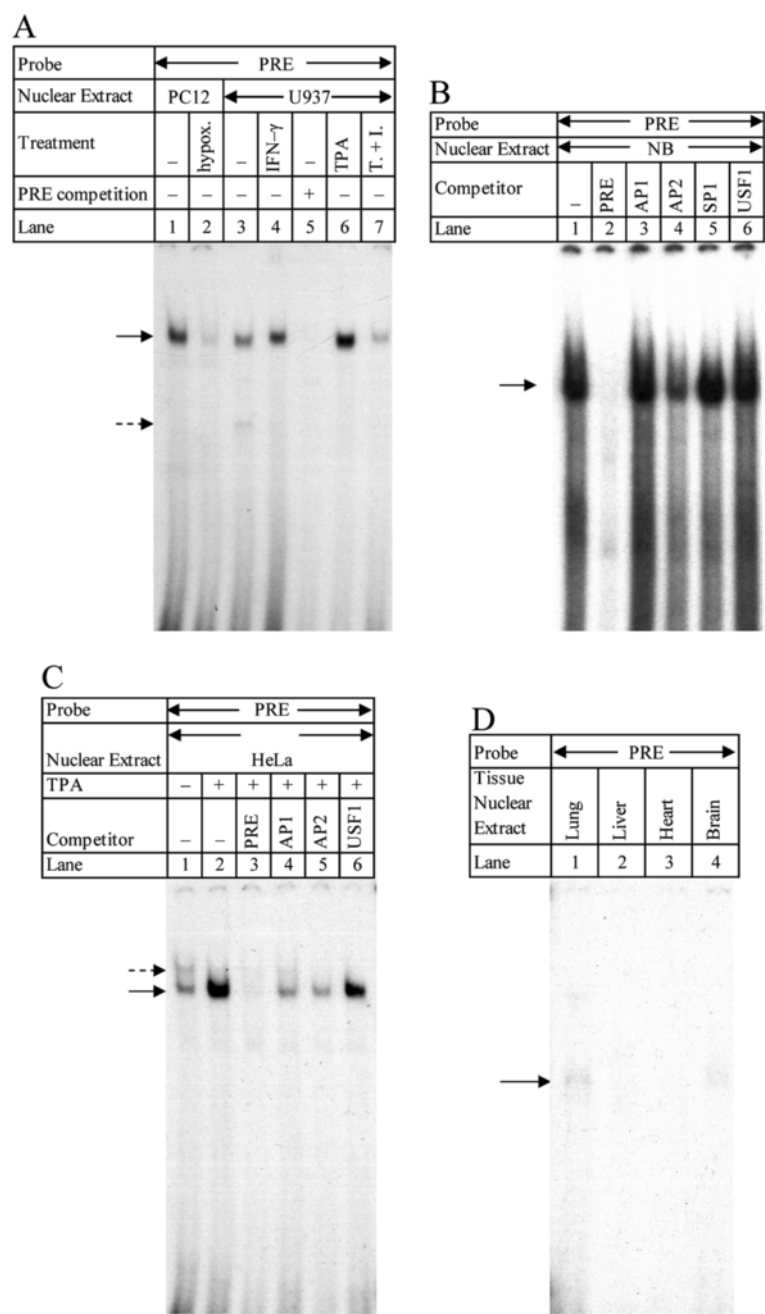 A
Probe PRE
Nuclear Extract PC12 U937
Treatment – hypox. – IFN–γ – TPA T. + I.
PRE competition – – – – + – –
Lane 1 2 3 4 5 6 7
B
Probe PRE
Nuclear Extract NB
Competitor – PRE AP1 AP2 SP1 USF1
Lane 1 2 3 4 5 6
C
Probe PRE
Nuclear Extract HeLa
TPA – + + + + +
Competitor – – PRE AP1 AP2 USF1
Lane 1 2 3 4 5 6
D
Probe PRE
Tissue
Nuclear
Extract Lung Liver Heart Brain
Lane 1 2 3 4